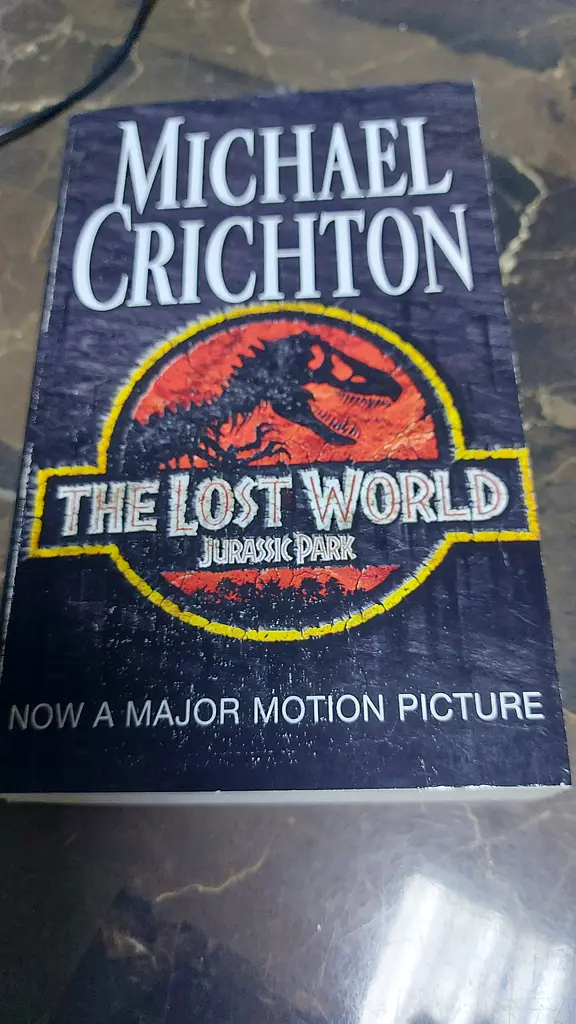 MICHAEL
CRICHTON
THE LOST WORLD
JURASSIC PARK
NOW A MAJOR MOTION PICTURE